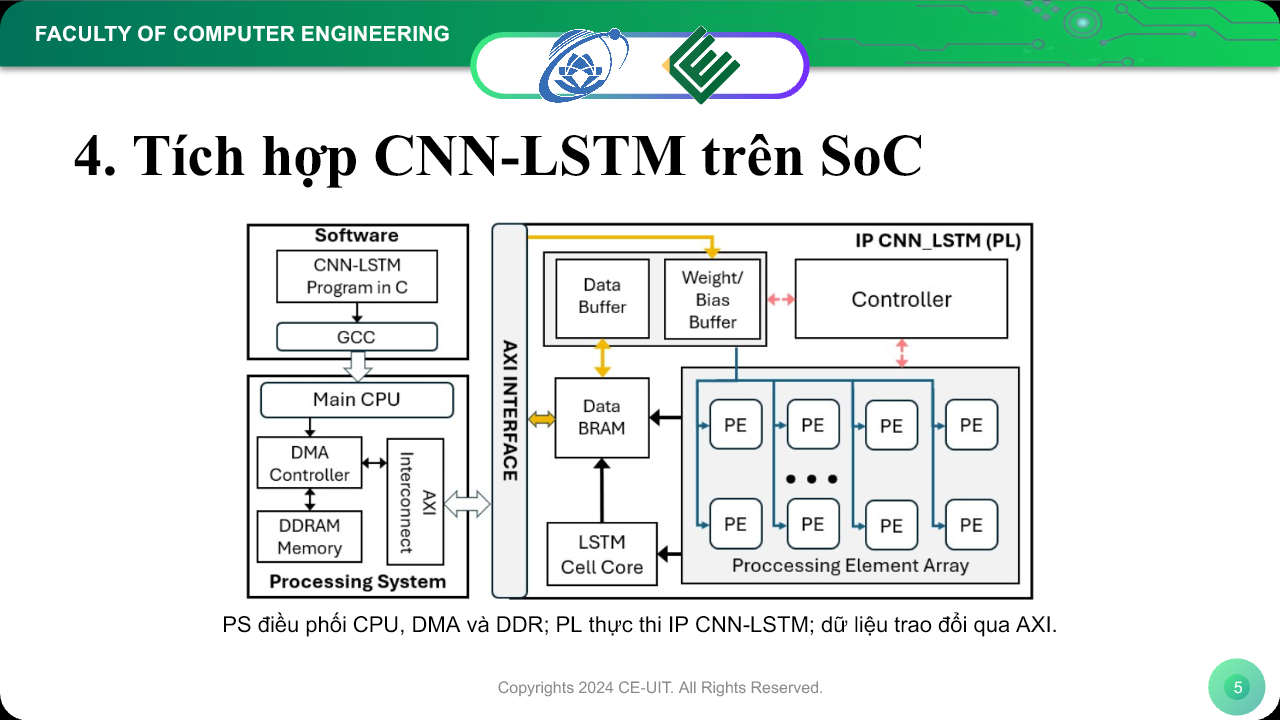 FACULTY OF COMPUTER ENGINEERING
4. Tích hợp CNN-LSTM trên SoC
Software
CNN-LSTM
Program in C
GCC
Main CPU
DMA
Controller
AXI
Interconnect
DDRAM
Memory
Processing System
AXI INTERFACE
IP CNN_LSTM (PL)
Data
Buffer
Weight/
Bias
Buffer
Controller
Data
BRAM
LSTM
Cell Core
PE
PE
PE
PE
PE
PE
PE
PE
Proccessing Element Array
PS điều phối CPU, DMA và DDR; PL thực thi IP CNN-LSTM; dữ liệu trao đổi qua AXI.
Copyrights 2024 CE-UIT. All Rights Reserved.
5